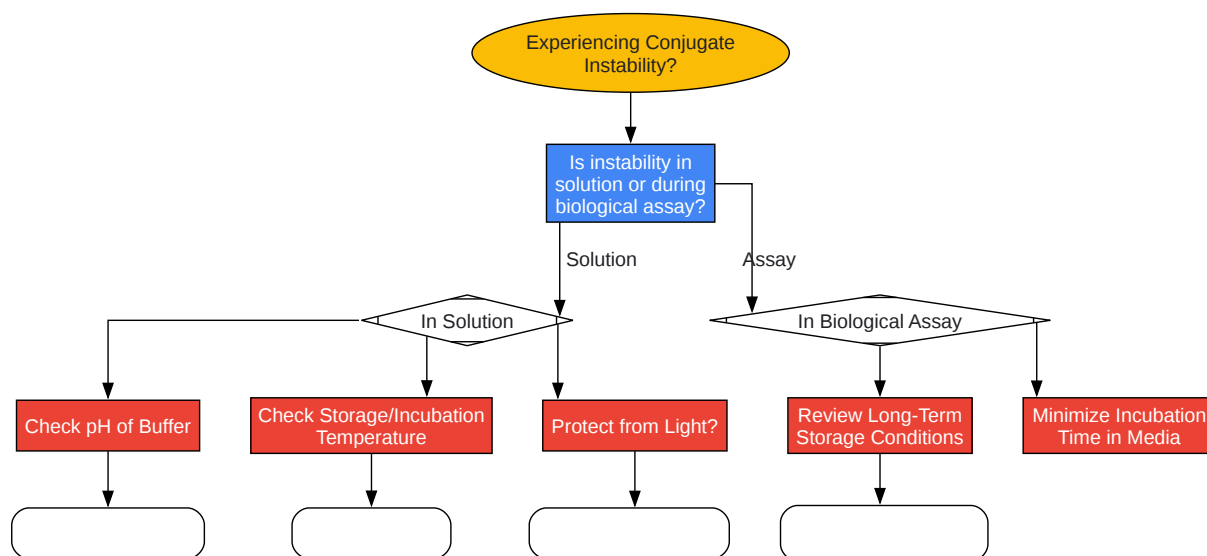 Experiencing Conjugate
Instability?
Is instability in
solution or during
biological assay?
Solution
Assay
In Solution
In Biological Assay
Check pH of Buffer
Check Storage/Incubation
Temperature
Protect from Light?
Review Long-Term
Storage Conditions
Minimize Incubation
Time in Media